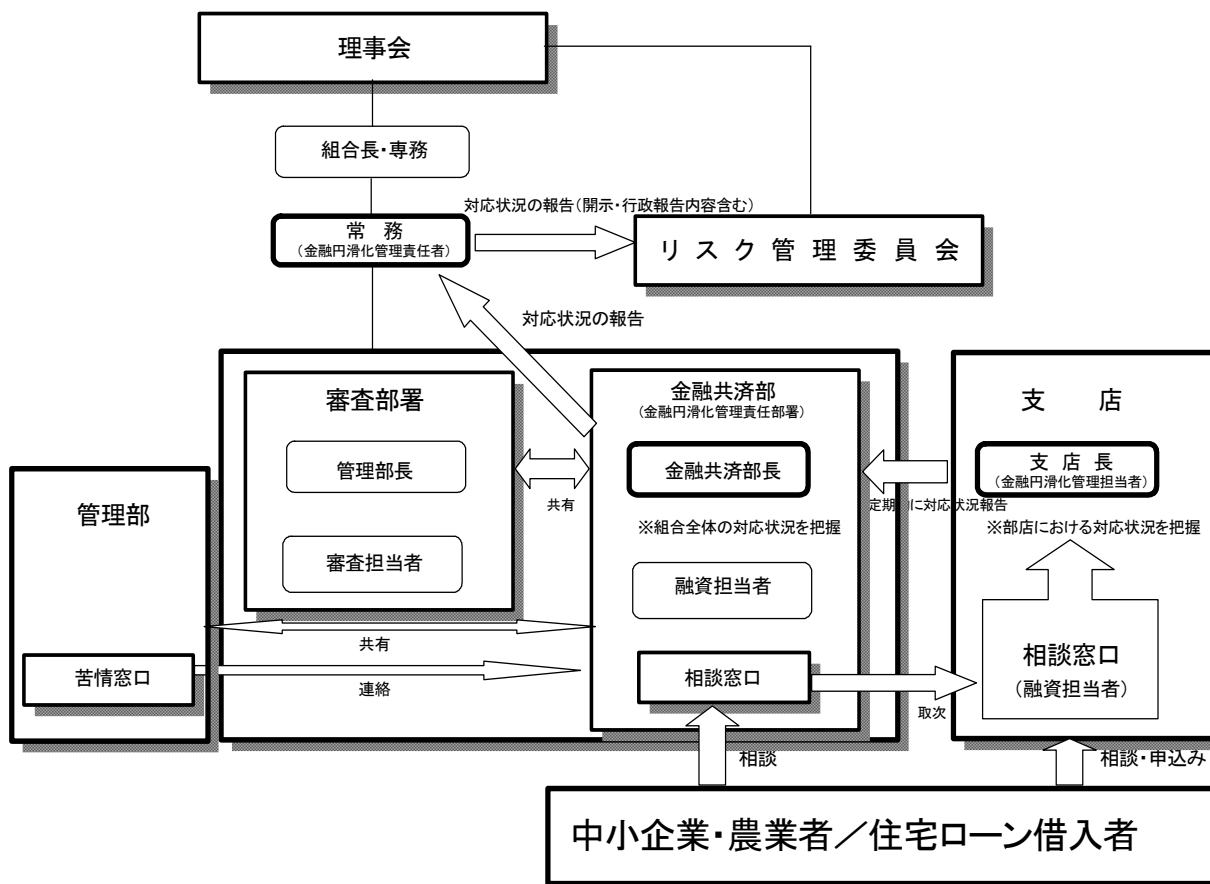 理事会
組合長・専務
対応状況の報告(開示・行政報告内容含む)
常　務
(金融円滑化管理責任者)
リスク管理委員会
対応状況の報告
審査部署
管理部長
審査担当者
共有
金融共済部
(金融円滑化管理責任部署)
金融共済部長
※組合全体の対応状況を把握
融資担当者
相談窓口
定期的に対応状況報告
支　店
支店長
(金融円滑化管理担当者)
※部店における対応状況を把握
相談窓口
(融資担当者)
管理部
苦情窓口
共有
連絡
取次
相談
相談・申込み
中小企業・農業者／住宅ローン借入者